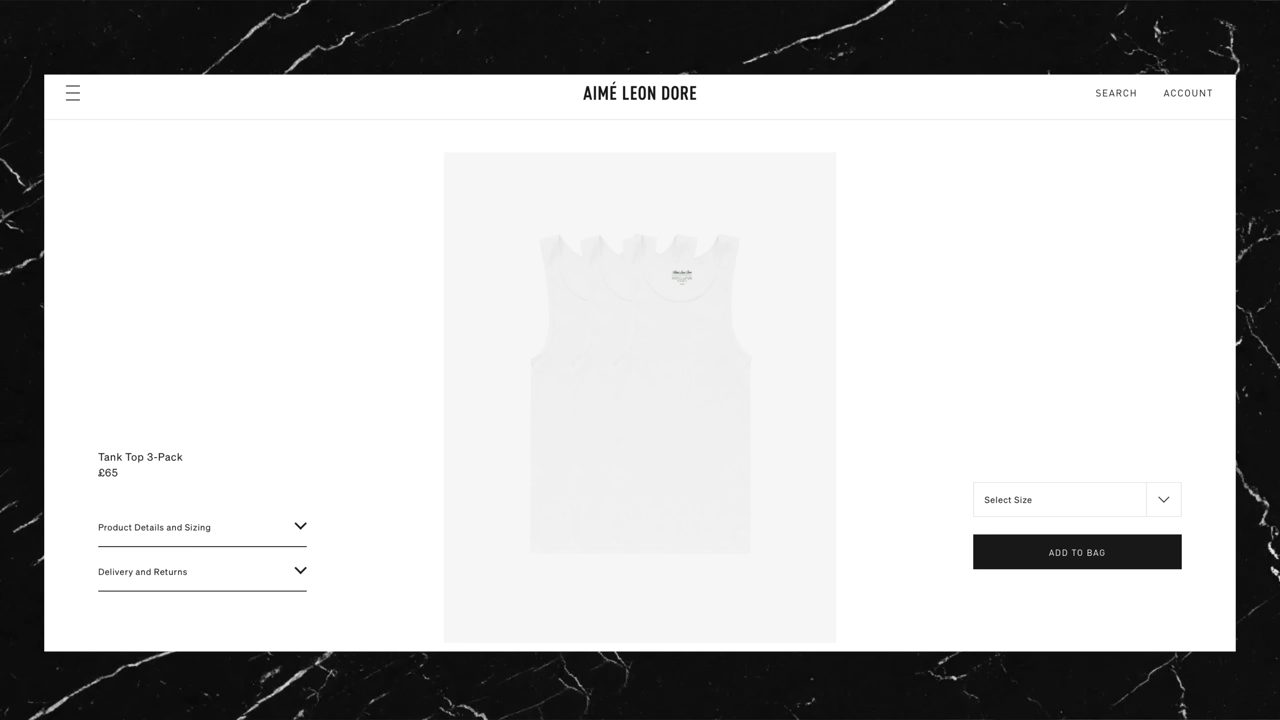 AIMÉ LEON DORE
SEARCH
ACCOUNT
Tank Top 3-Pack
£65
Product Details and Sizing
Delivery and Returns
Select Size
ADD TO BAG